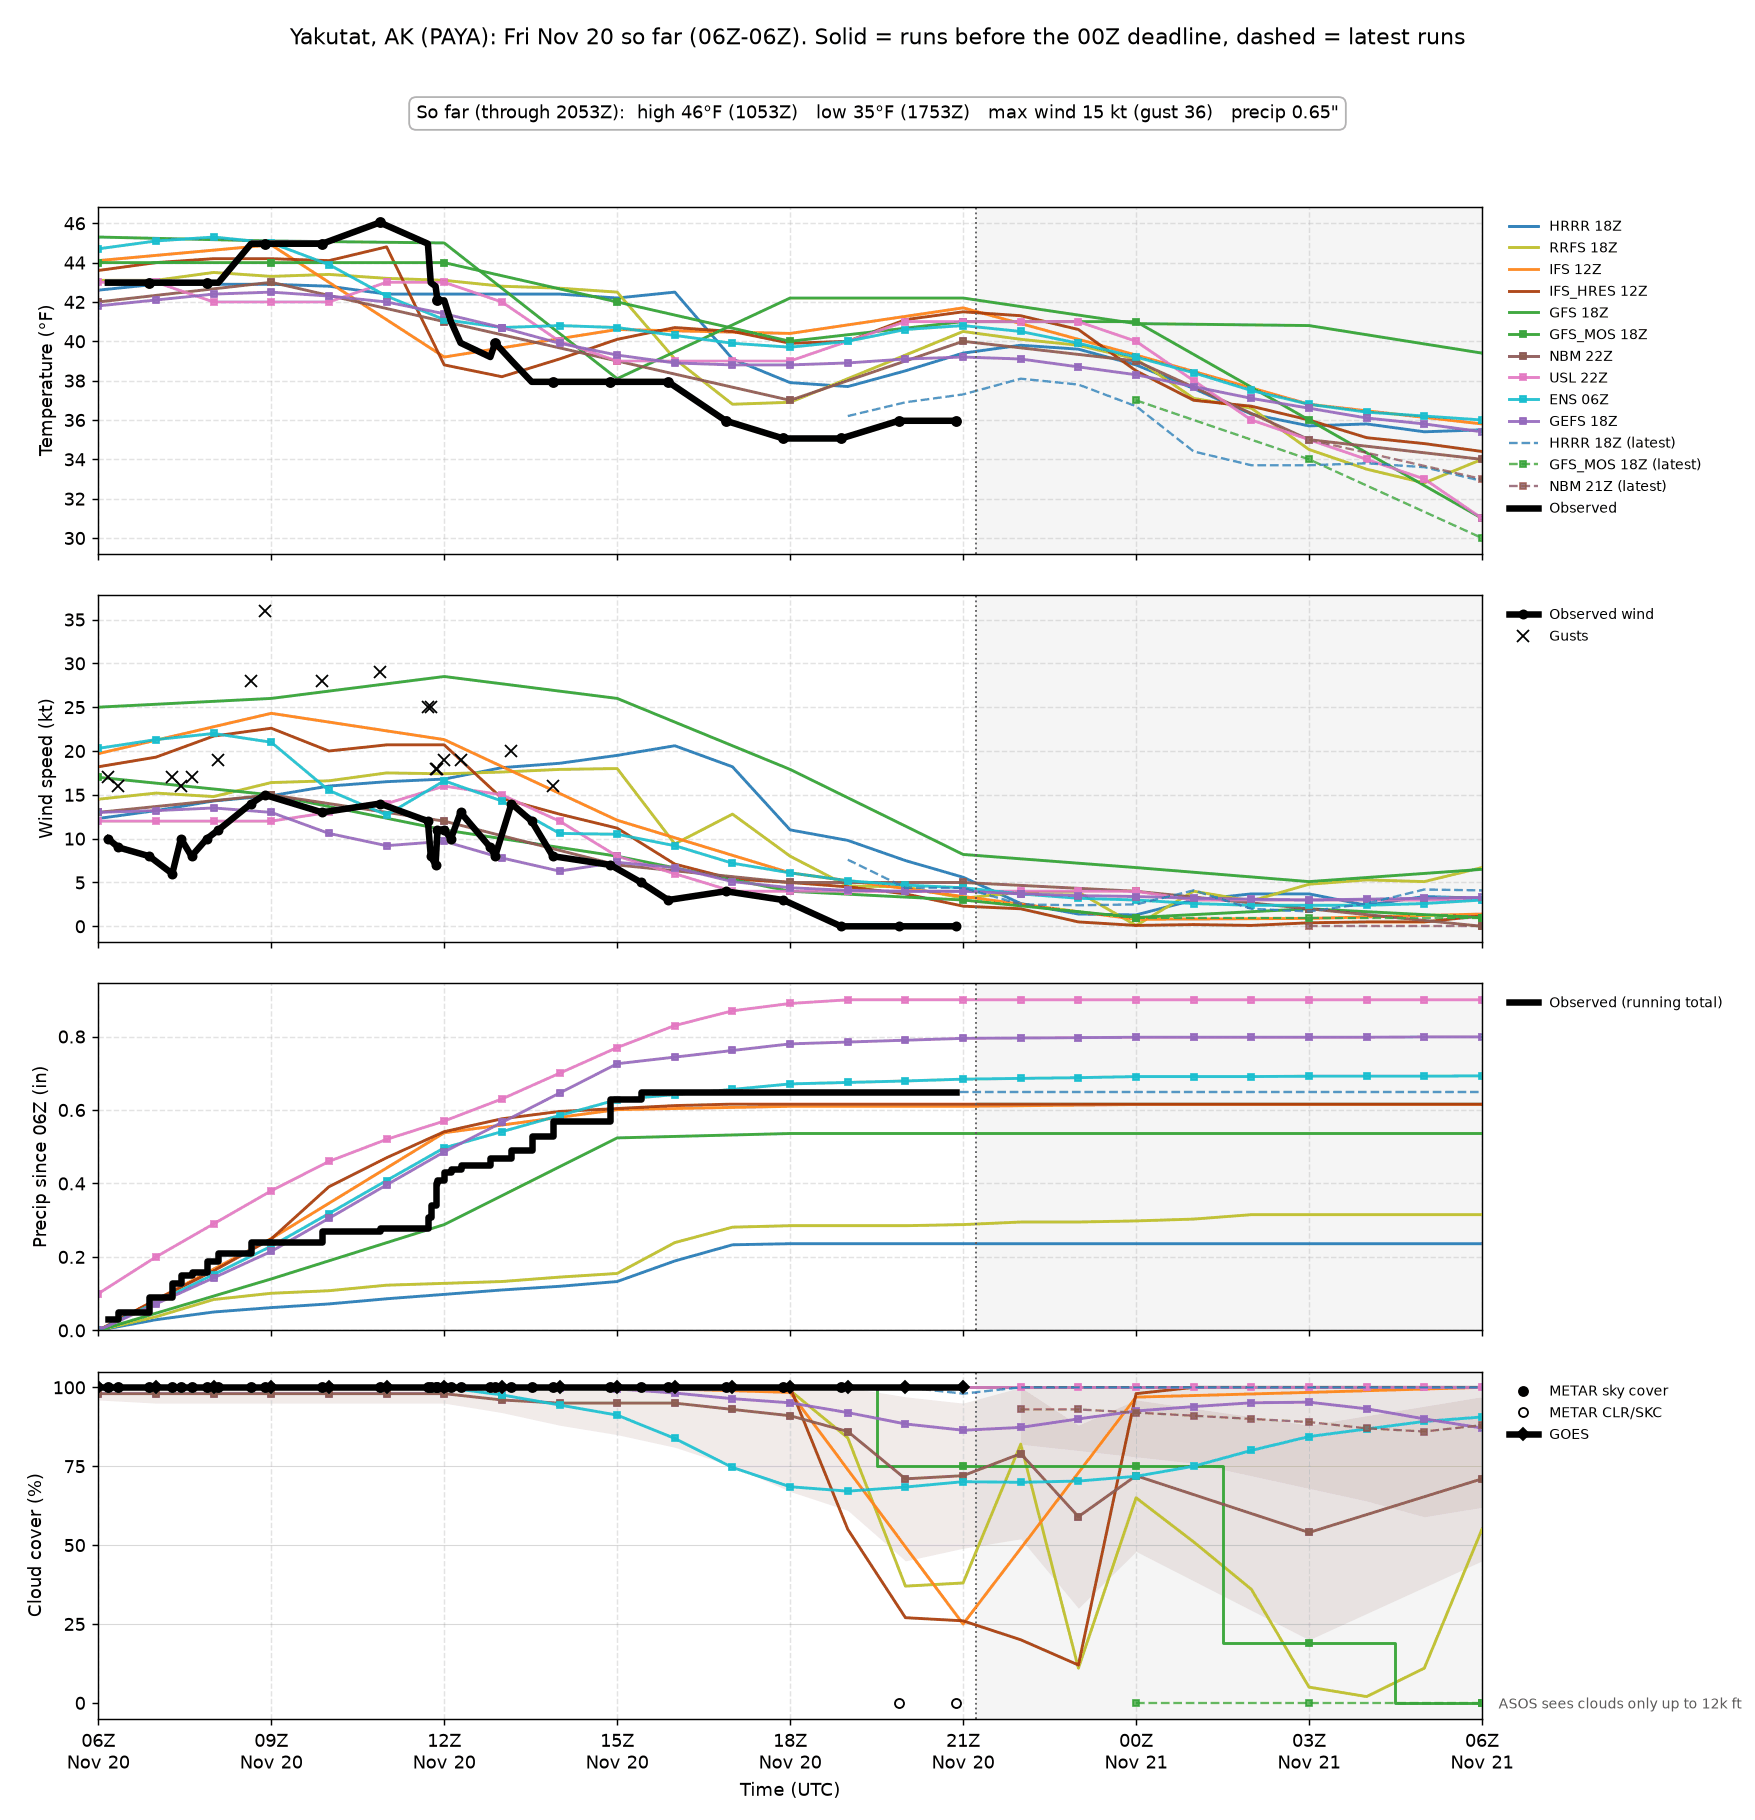 Yakutat, AK (PAYA): Fri Nov 20 so far (06Z-06Z). Solid = runs before the 00Z deadline, dashed = latest runs
So far (through 2053Z):  high 46°F (1053Z)   low 35°F (1753Z)   max wind 15 kt (gust 36)   precip 0.65"
Temperature (°F)
46
44
42
40
38
36
34
32
30
HRRR 18Z
RRFS 18Z
IFS 12Z
IFS_HRES 12Z
GFS 18Z
GFS_MOS 18Z
NBM 22Z
USL 22Z
ENS 06Z
GEFS 18Z
HRRR 18Z (latest)
GFS_MOS 18Z (latest)
NBM 21Z (latest)
Observed
Wind speed (kt)
35
30
25
20
15
10
5
0
Observed wind
Gusts
Precip since 06Z (in)
0.8
0.6
0.4
0.2
0.0
Observed (running total)
Cloud cover (%)
100
75
50
25
0
METAR sky cover
METAR CLR/SKC
GOES
ASOS sees clouds only up to 12k ft
06Z
Nov 20
09Z
Nov 20
12Z
Nov 20
15Z
Nov 20
18Z
Nov 20
21Z
Nov 20
00Z
Nov 21
03Z
Nov 21
06Z
Nov 21
Time (UTC)